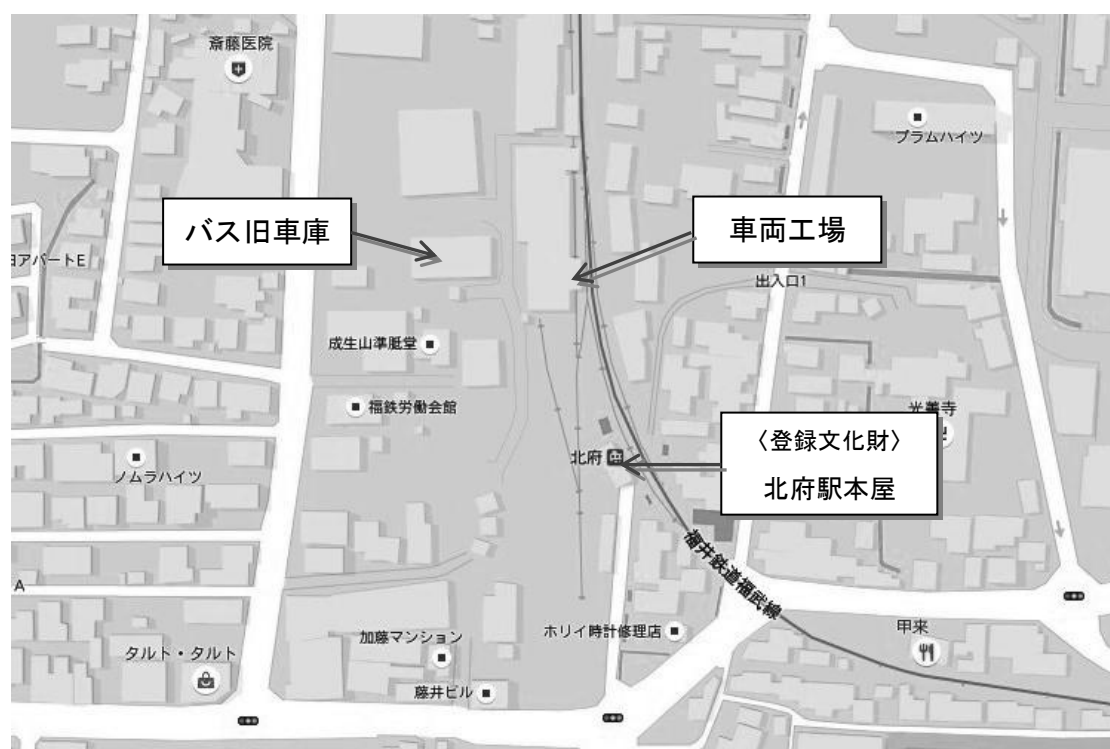 斎藤医院
プラムハイツ
バス旧車庫
車両工場
ヨアパートE
出入口1
成生山準胝堂
福鉄労働会館
光善寺
〈登録文化財〉
北府駅本屋
北府
ノムラハイツ
福井鉄道福武線
A
ホリイ時計修理店
甲来
加藤マンション
タルト・タルト
藤井ビル